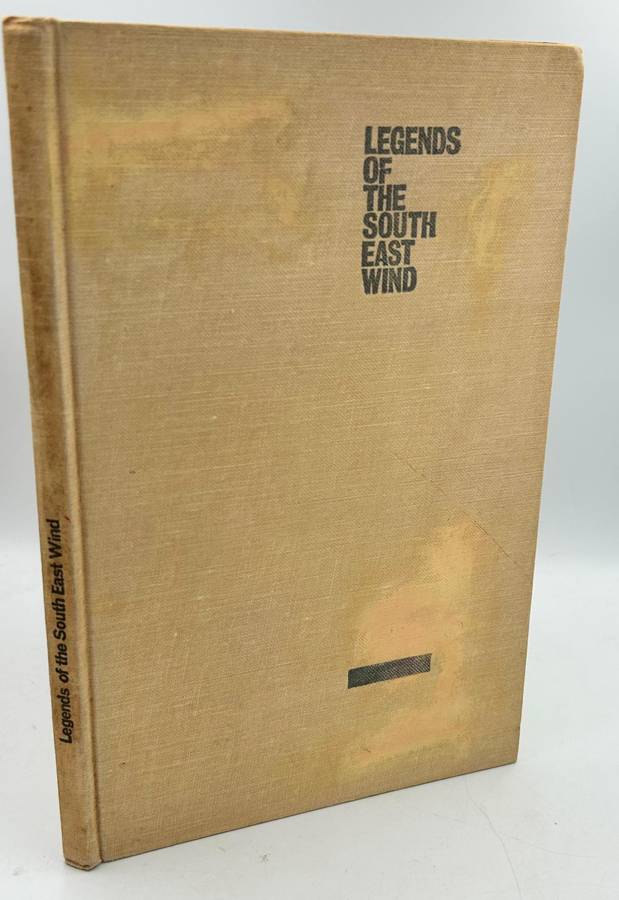 LEGENDS
OF
THE
SOUTH
EAST
WIND
Legends of the South East Wind